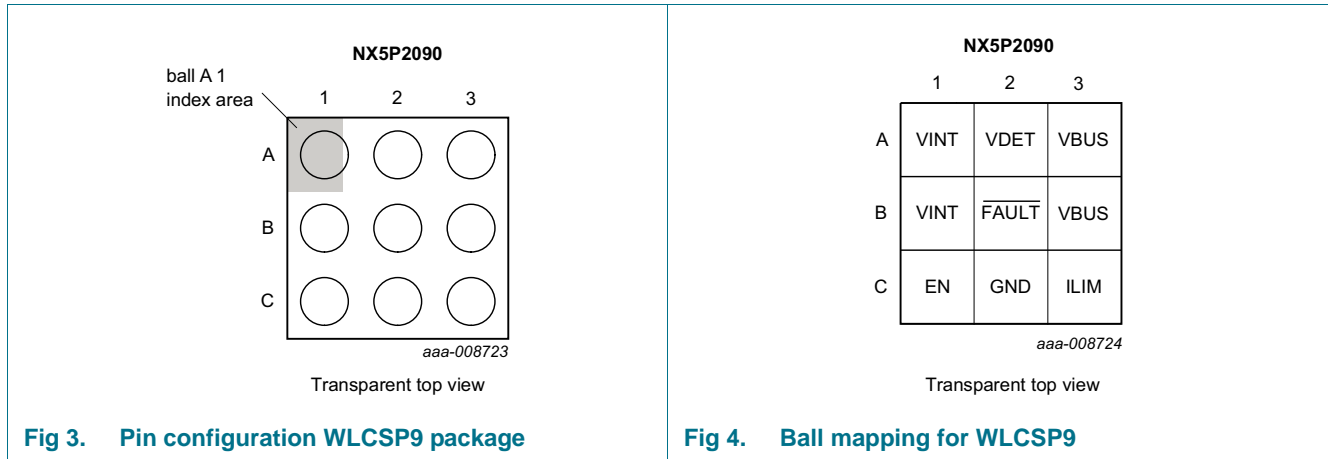 NX5P2090
ball A 1
index area
1 2 3
A
B
C
aaa-008723
Transparent top view
Fig 3. Pin configuration WLCSP9 package
NX5P2090
1 2 3
A VINT VDET VBUS
B VINT FAULT VBUS
C EN GND ILIM
aaa-008724
Transparent top view
Fig 4. Ball mapping for WLCSP9